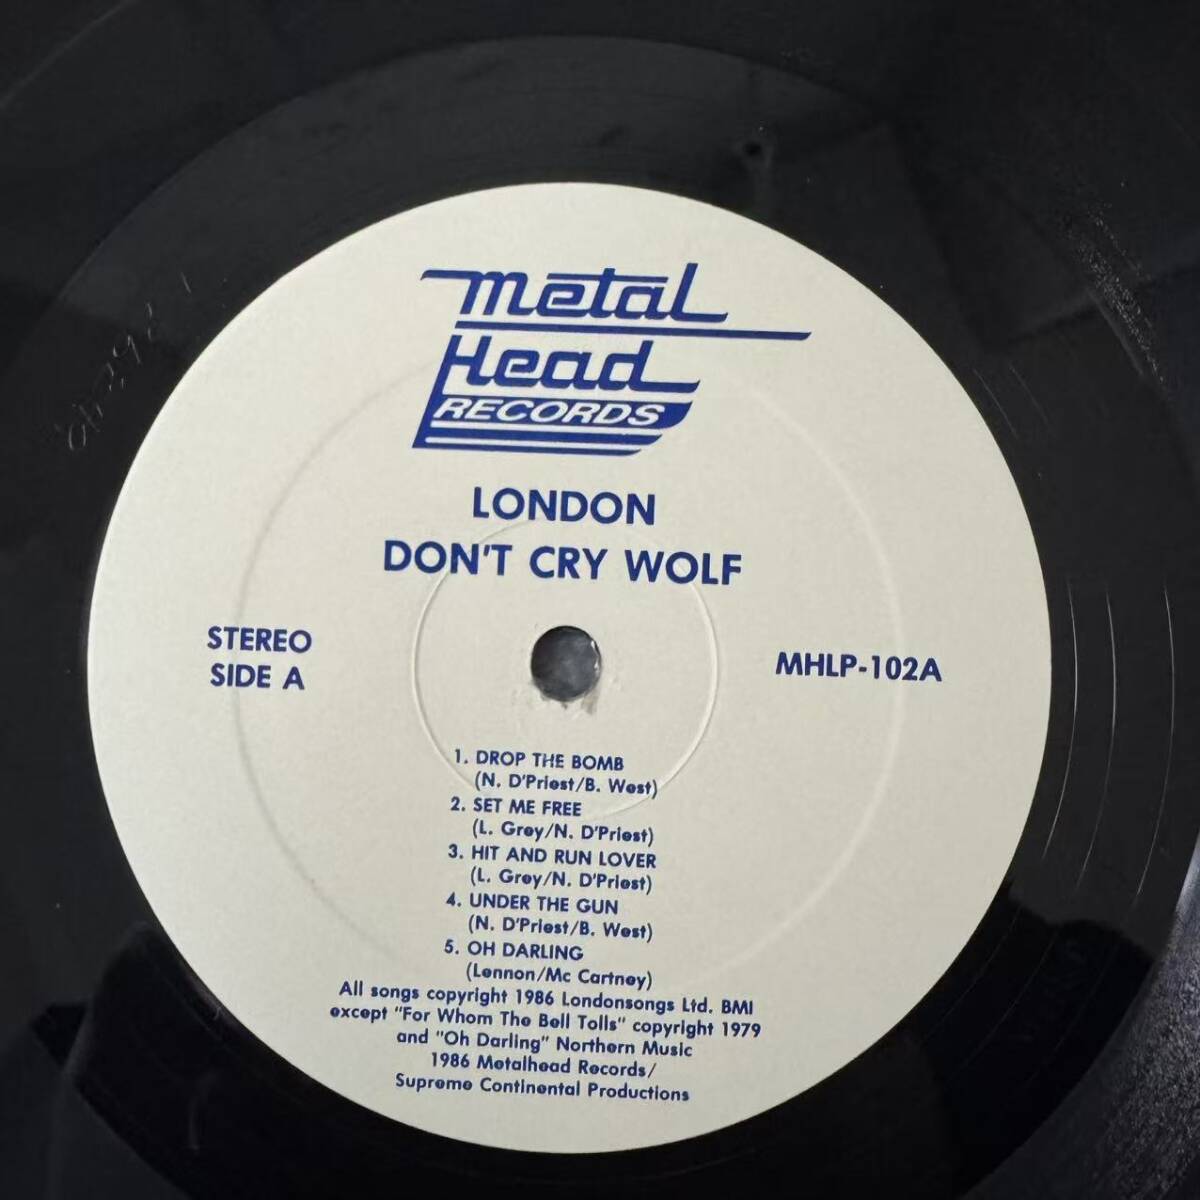 metal
Head
RECORDS
LONDON
DON'T CRY WOLF
STEREO
SIDE A
MHLP-102A
1. DROP THE BOMB
(N. D'Priest/B. West)
2. SET ME FREE
(L. Grey/N. D'Priest)
3. HIT AND RUN LOVER
(L. Grey/N. D'Priest)
4. UNDER THE GUN
(N. D'Priest/B. West)
5. OH DARLING
(Lennon/Mc Cartney)
All songs copyright 1986 Londonsongs Ltd. BMI
except "For Whom The Bell Tolls" copyright 1979
and "Oh Darling" Northern Music
1986 Metalhead Records/
Supreme Continental Productions